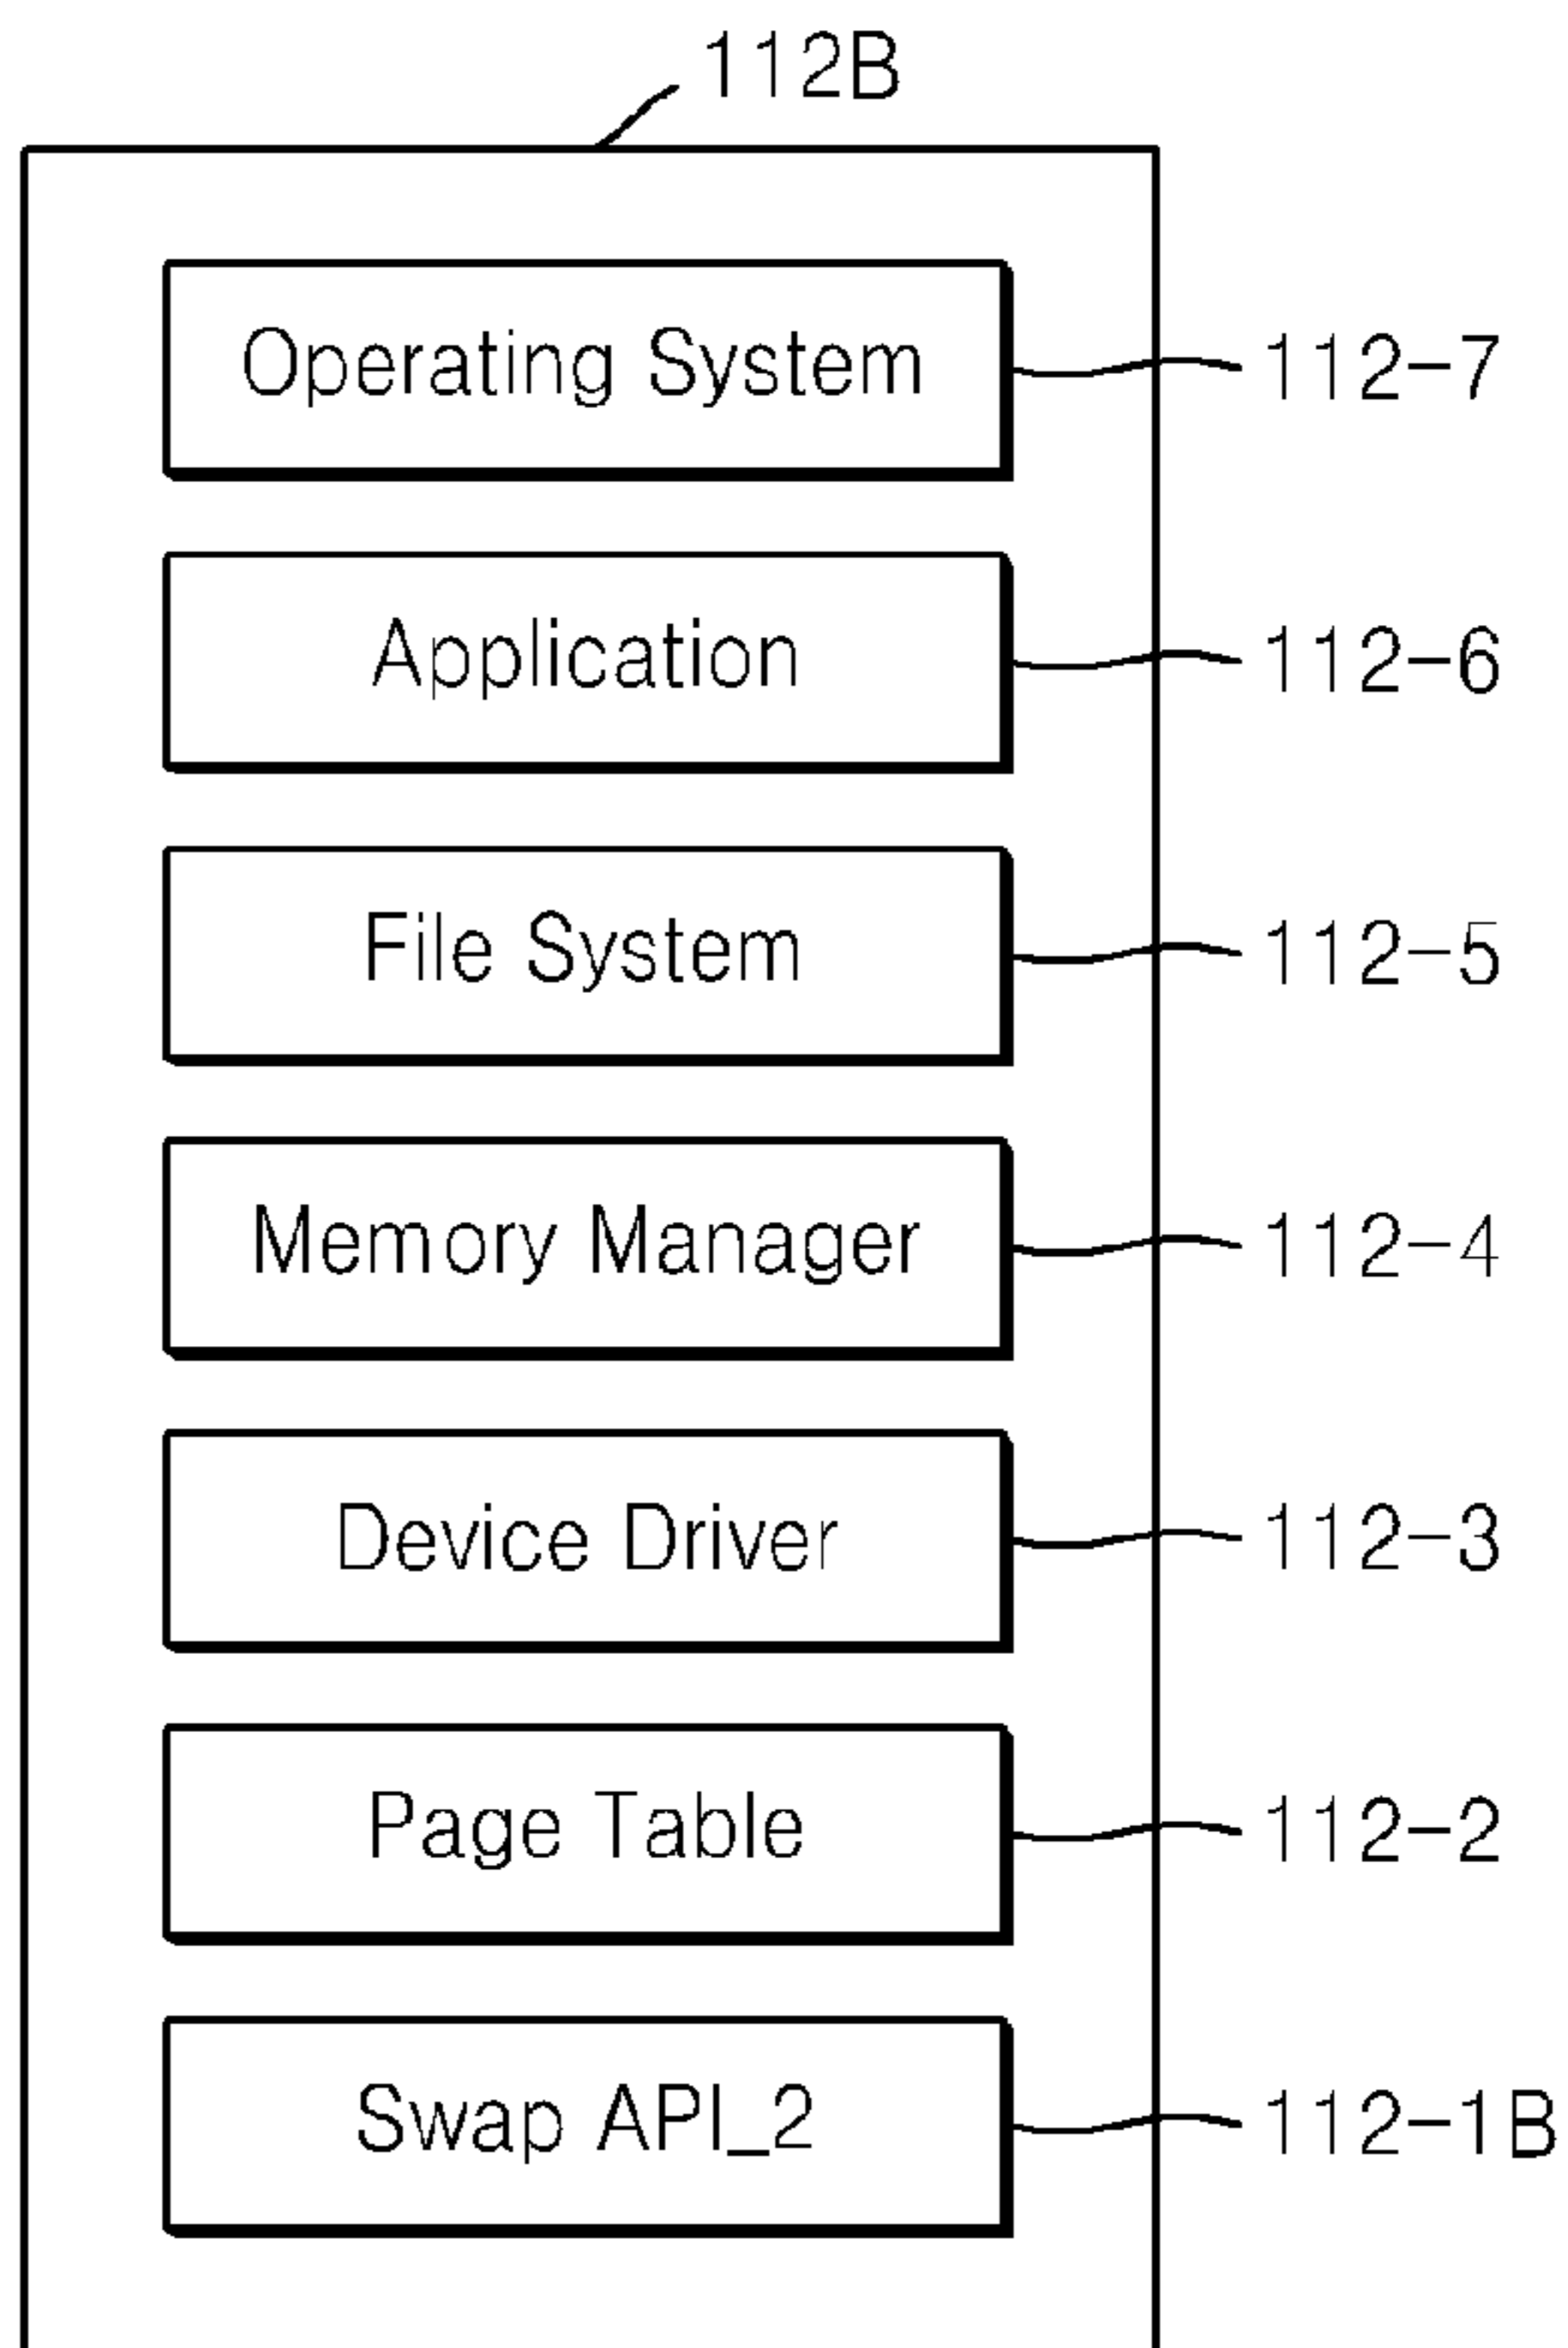 112B
Operating System 112-7
Application 112-6
File System 112-5
Memory Manager 112-4
Device Driver 112-3
Page Table 112-2
Swap API_2 112-1B